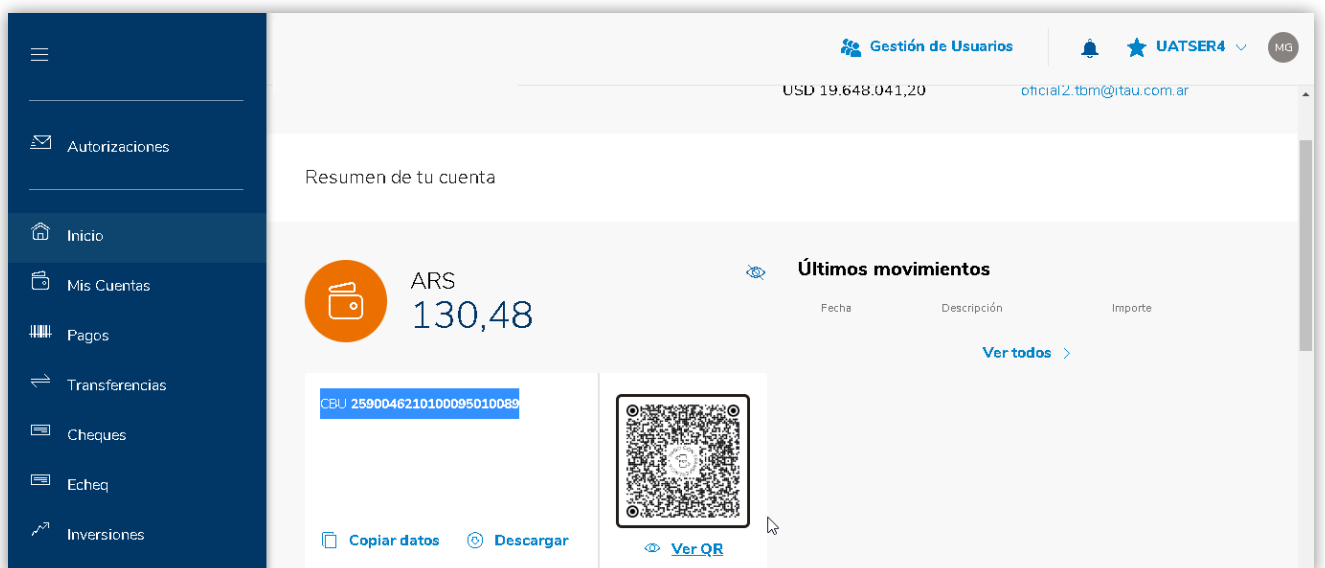 Gestión de Usuarios
UATSER4
MG
USD 19.648.041,20
oficial2.tbm@itau.com.ar
Autorizaciones
Resumen de tu cuenta
Inicio
Mis Cuentas
Pagos
Transferencias
Cheques
Echeq
Inversiones
ARS
130,48
CBU 2590046210100095010089
Copiar datos
Descargar
Ver QR
Últimos movimientos
Fecha Descripción Importe
Ver todos